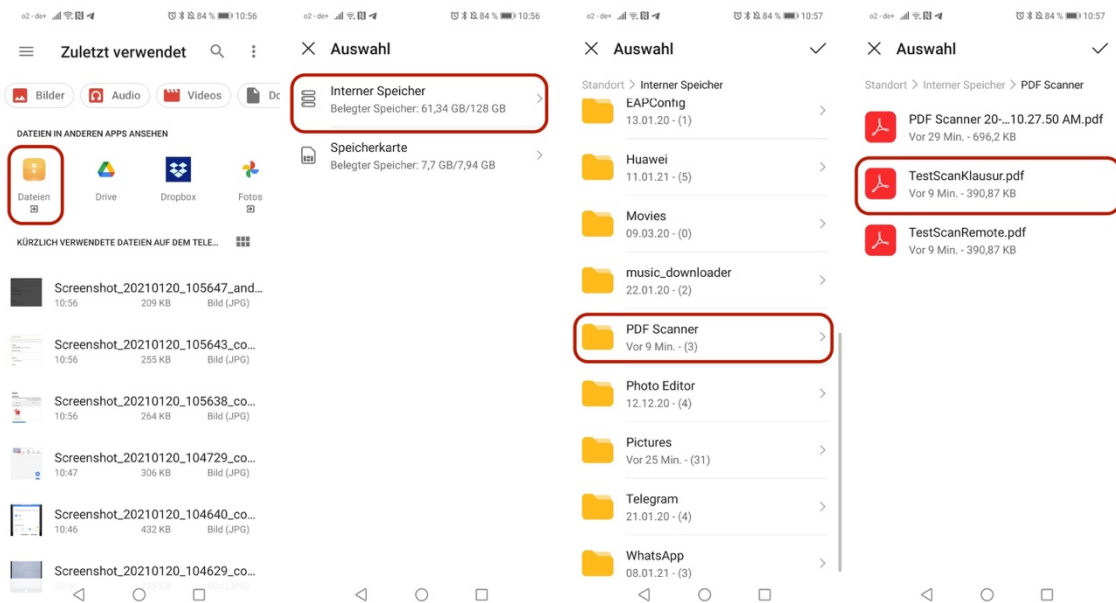 o2-de+ 84 % 10:56
Zuletzt verwendet
Bilder Audio Videos Do
DATEIEN IN ANDEREN APPS ANSEHEN
Dateien Drive Dropbox Fotos
KÜRZLICH VERWENDETE DATEIEN AUF DEM TELE...
Screenshot_20210120_105647_and...
10:56 209 KB Bild (JPG)
Screenshot_20210120_105643_co...
10:56 255 KB Bild (JPG)
Screenshot_20210120_105638_co...
10:56 264 KB Bild (JPG)
Screenshot_20210120_104729_co...
10:47 306 KB Bild (JPG)
Screenshot_20210120_104640_co...
10:46 432 KB Bild (JPG)
Screenshot_20210120_104629_co...
o2-de+ 84 % 10:56
Auswahl
Interner Speicher
Belegter Speicher: 61,34 GB/128 GB
Speicherkarte
Belegter Speicher: 7,7 GB/7,94 GB
o2-de+ 84 % 10:57
Auswahl
Standort > Interner Speicher
EAPConfig
13.01.20 - (1)
Huawei
11.01.21 - (5)
Movies
09.03.20 - (0)
music_downloader
22.01.20 - (2)
PDF Scanner
Vor 9 Min. - (3)
Photo Editor
12.12.20 - (4)
Pictures
Vor 25 Min. - (31)
Telegram
21.01.20 - (4)
WhatsApp
08.01.21 - (3)
o2-de+ 84 % 10:57
Auswahl
Standort > Interner Speicher > PDF Scanner
PDF Scanner 20-...10.27.50 AM.pdf
Vor 29 Min. - 696,2 KB
TestScanKlausur.pdf
Vor 9 Min. - 390,87 KB
TestScanRemote.pdf
Vor 9 Min. - 390,87 KB